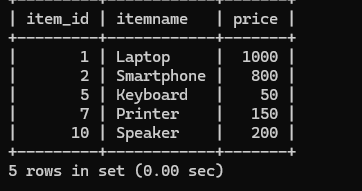 +---------+------------+-------+
| item_id | itemname   | price |
+---------+------------+-------+
|       1 | Laptop     |  1000 |
|       2 | Smartphone |   800 |
|       5 | Keyboard   |    50 |
|       7 | Printer    |   150 |
|      10 | Speaker    |   200 |
+---------+------------+-------+
5 rows in set (0.00 sec)